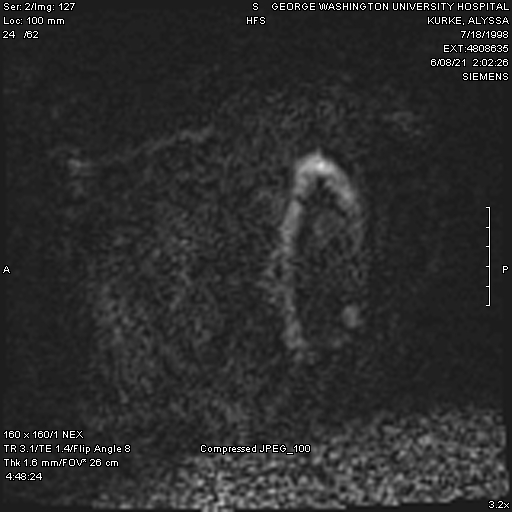 Ser: 2/Img: 127
Loc: 100 mm
24 /62
S
HFS
GEORGE WASHINGTON UNIVERSITY HOSPITAL
KURKE, ALYSSA
7/18/1998
EXT:4808635
6/08/21 2:02:26
SIEMENS
A
P
160 x 160/1 NEX
TR 3.1/TE 1.4/Flip Angle 8
Thk 1.6 mm/FOV* 26 cm
4:48:24
Compressed JPEG_100
3.2x